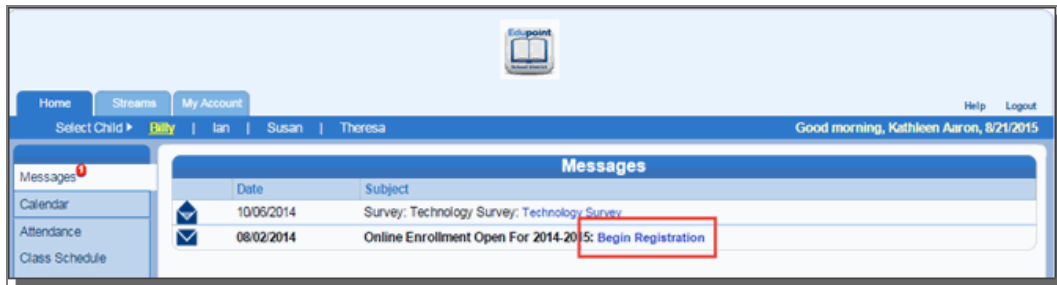 Edupoint
Home Streams My Account Help Logout
Select Child Billy | Ian | Susan | Theresa Good morning, Kathleen Aaron, 8/21/2015
Messages 1
Calendar
Attendance
Class Schedule
Messages
Date Subject
10/06/2014 Survey: Technology Survey: Technology Survey
08/02/2014 Online Enrollment Open For 2014-2015: Begin Registration